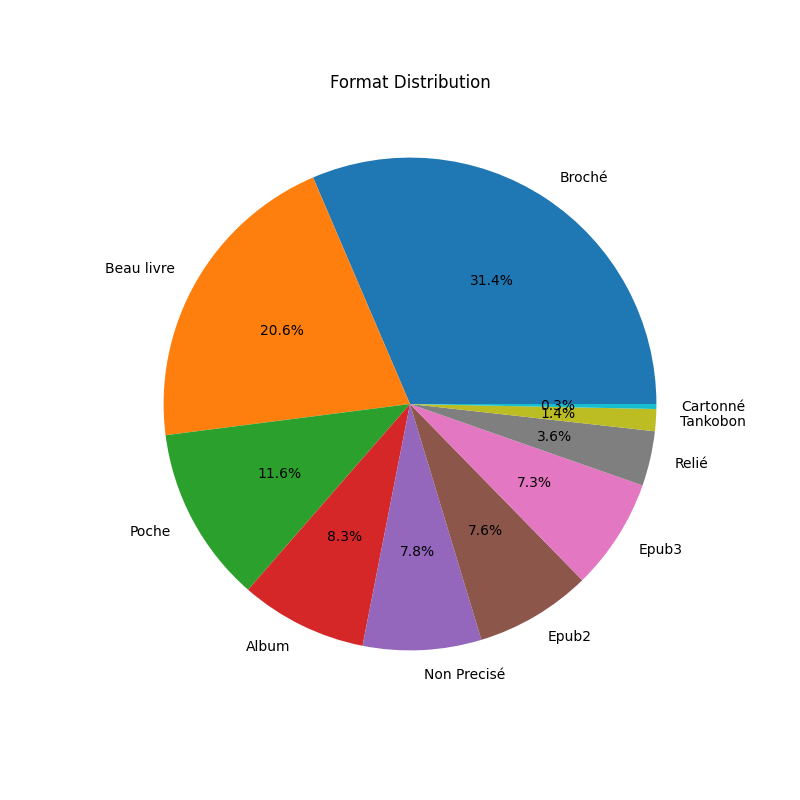 Format Distribution
Broché
31.4%
Beau livre
20.6%
Poche
11.6%
Album
8.3%
Non Precisé
7.8%
Epub2
7.6%
Epub3
7.3%
Relié
3.6%
Tankobon
1.4%
Cartonné
0.3%